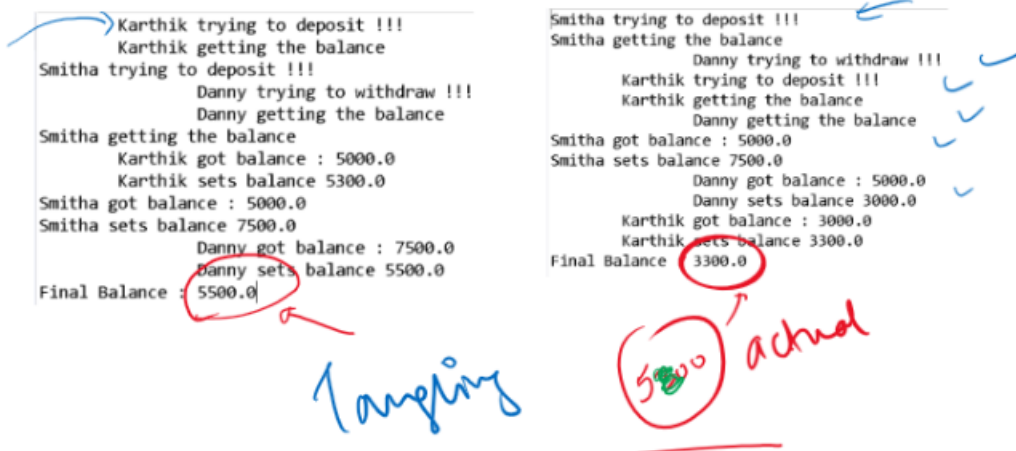 Karthik trying to deposit !!!
Karthik getting the balance
Smitha trying to deposit !!!
Danny trying to withdraw !!!
Danny getting the balance
Smitha getting the balance
Karthik got balance : 5000.0
Karthik sets balance 5300.0
Smitha got balance : 5000.0
Smitha sets balance 7500.0
Danny got balance : 7500.0
Danny sets balance 5500.0
Final Balance : 5500.0
Smitha trying to deposit !!!
Smitha getting the balance
Danny trying to withdraw !!!
Karthik trying to deposit !!!
Karthik getting the balance
Danny getting the balance
Smitha got balance : 5000.0
Smitha sets balance 7500.0
Danny got balance : 5000.0
Danny sets balance 3000.0
Karthik got balance : 3000.0
Karthik sets balance 3300.0
Final Balance 3300.0
actual